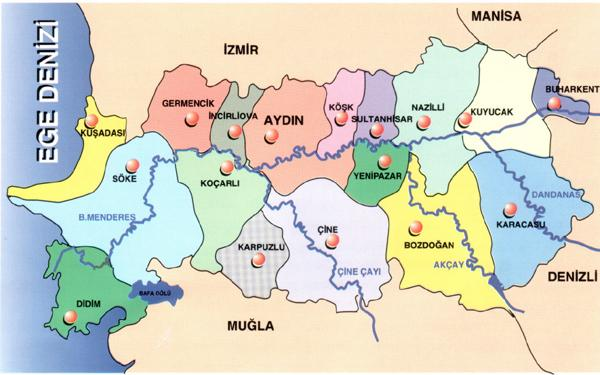 MANİSA
İZMİR
EGE DENİZİ
BUHARKENT
GERMENCİK
İNCİRLİOVA
AYDIN
KÖŞK
SULTANHİSAR
NAZİLLİ
KUYUCAK
KUŞADASI
SÖKE
KOÇARLI
YENİPAZAR
DANDANAS
B.MENDERES
KARPUZLU
ÇİNE
BOZDOĞAN
KARACASU
ÇİNE ÇAYI
AKÇAY
DENİZLİ
DİDİM
BAFA GÖLÜ
MUĞLA